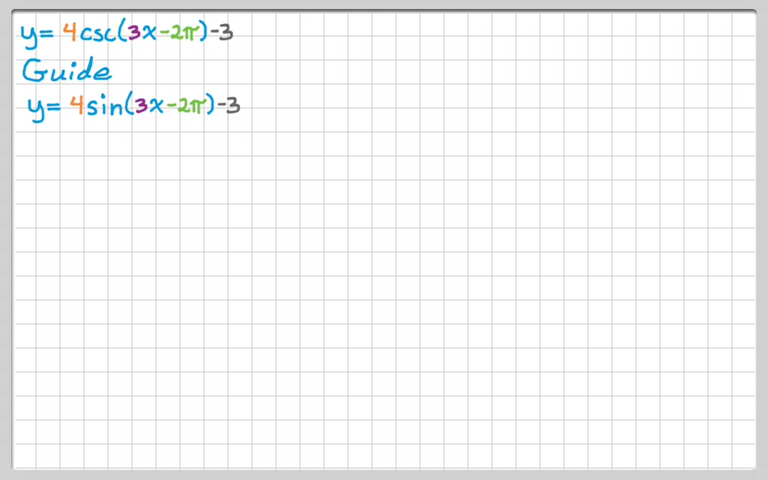 y= 4csc(3x-2π)-3
Guide
y= 4sin(3x-2π)-3